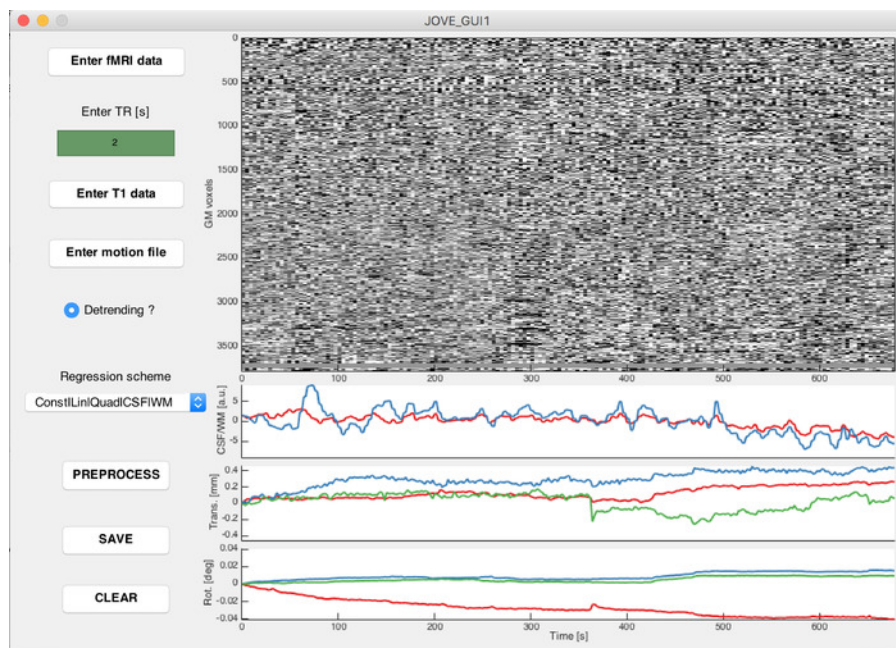 JOVE_GUI1
Enter fMRI data
Enter TR [s]
2
Enter T1 data
Enter motion file
Detrending ?
Regression scheme
Const|Lin|Quad|CSF|WM
PREPROCESS
SAVE
CLEAR
GM voxels
0
500
1000
1500
2000
2500
3000
3500
0 100 200 300 400 500 600
CSF/WM [a.u.]
5
0
-5
Trans. [mm]
0.4
0.2
0
-0.2
-0.4
Rot. [deg]
0.04
0.02
0
-0.02
-0.04
0 100 200 300 400 500 600
Time [s]